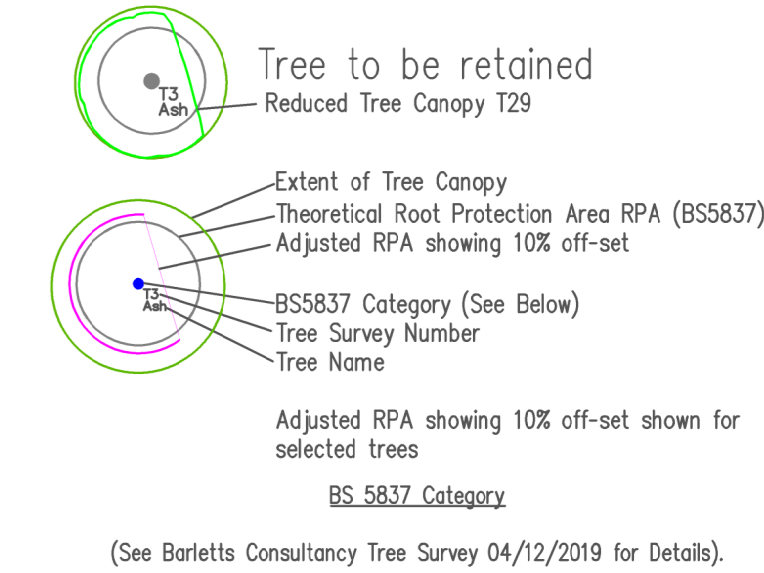 Tree to be retained
T3
Ash
Reduced Tree Canopy T29
Extent of Tree Canopy
Theoretical Root Protection Area RPA (BS5837)
Adjusted RPA showing 10% off-set
T3
Ash
BS5837 Category (See Below)
Tree Survey Number
Tree Name
Adjusted RPA showing 10% off-set shown for
selected trees
BS 5837 Category
(See Barletts Consultancy Tree Survey 04/12/2019 for Details).